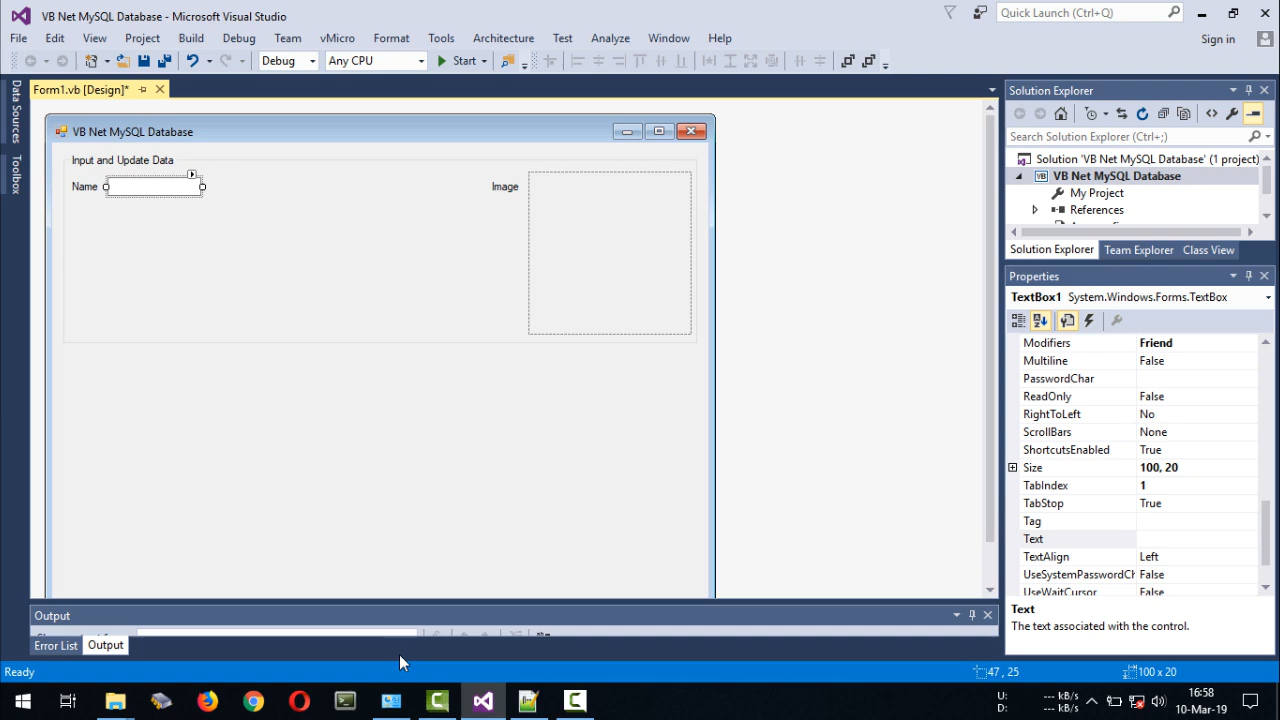 VB Net MySQL Database - Microsoft Visual Studio
Quick Launch (Ctrl+Q)
File Edit View Project Build Debug Team vMicro Format Tools Architecture Test Analyze Window Help
Sign in
Debug Any CPU Start
Form1.vb [Design]*
Data Sources
Toolbox
VB Net MySQL Database
Input and Update Data
Name
Image
Solution Explorer
Search Solution Explorer (Ctrl+;)
Solution 'VB Net MySQL Database' (1 project)
VB Net MySQL Database
My Project
References
Solution Explorer Team Explorer Class View
Properties
TextBox1 System.Windows.Forms.TextBox
Modifiers Friend
Multiline False
PasswordChar
ReadOnly False
RightToLeft No
ScrollBars None
ShortcutsEnabled True
Size 100, 20
TabIndex 1
TabStop True
Tag
Text
TextAlign Left
UseSystemPasswordCh False
UseWaitCursor False
Text
The text associated with the control.
Output
Error List Output
Ready
47 , 25
100 x 20
U: --- kB/s
D: --- kB/s
16:58
10-Mar-19